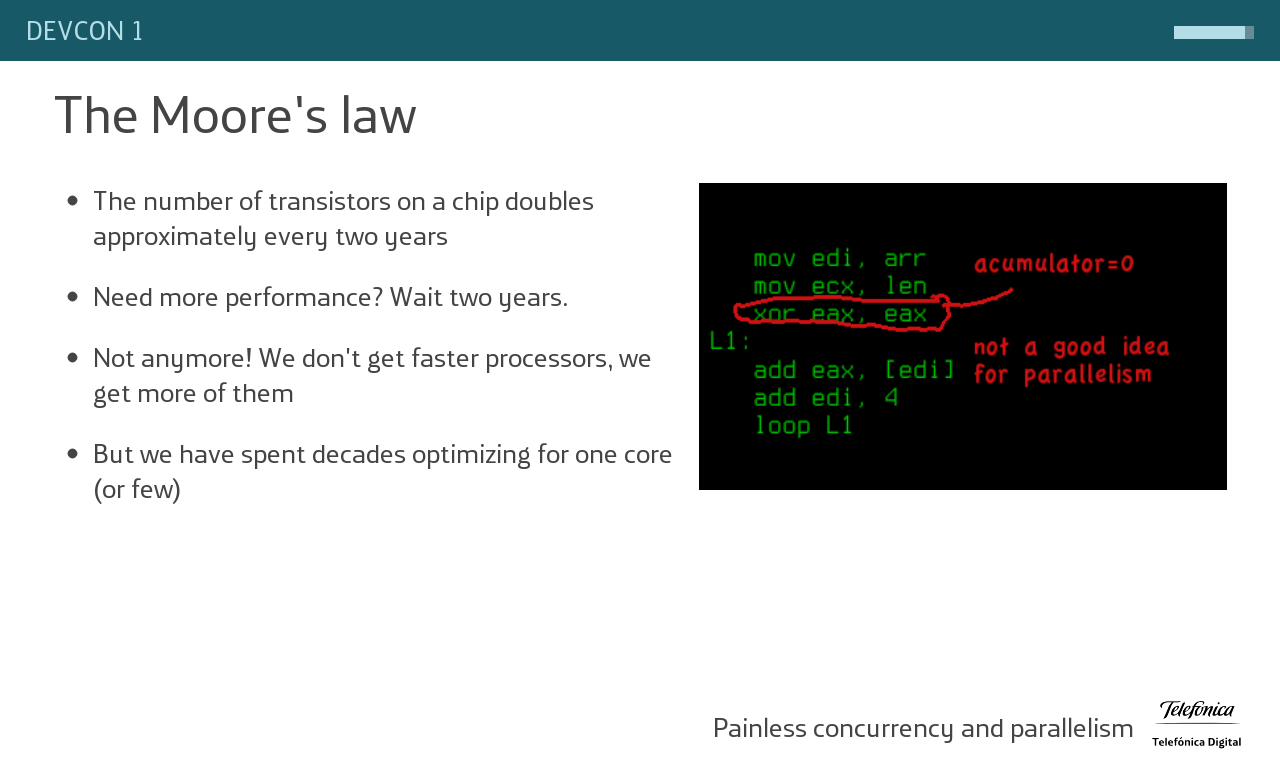 DEVCON 1
The Moore's law
The number of transistors on a chip doubles
approximately every two years
Need more performance? Wait two years.
Not anymore! We don't get faster processors, we
get more of them
But we have spent decades optimizing for one core
(or few)
mov edi, arr
mov ecx, len
xor eax, eax
L1:
add eax, [edi]
add edi, 4
loop L1
acumulator=0
not a good idea
for parallelism
Painless concurrency and parallelism
Telefónica
Telefónica Digital